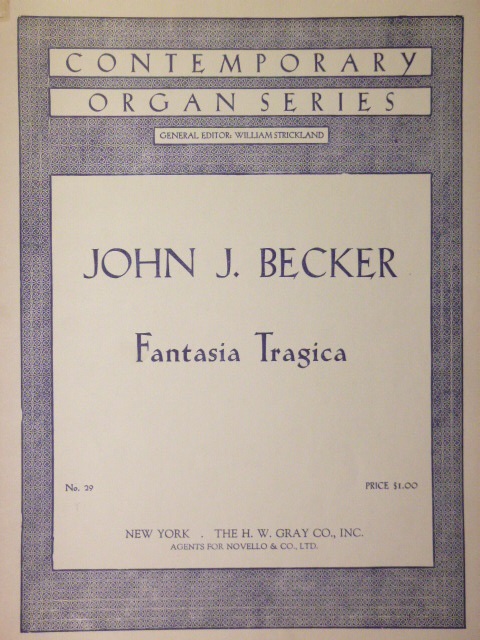 CONTEMPORARY
ORGAN SERIES
GENERAL EDITOR: WILLIAM STRICKLAND
JOHN J. BECKER
Fantasia Tragica
No. 29 PRICE $1.00
NEW YORK . THE H. W. GRAY CO., INC.
AGENTS FOR NOVELLO & CO., LTD.